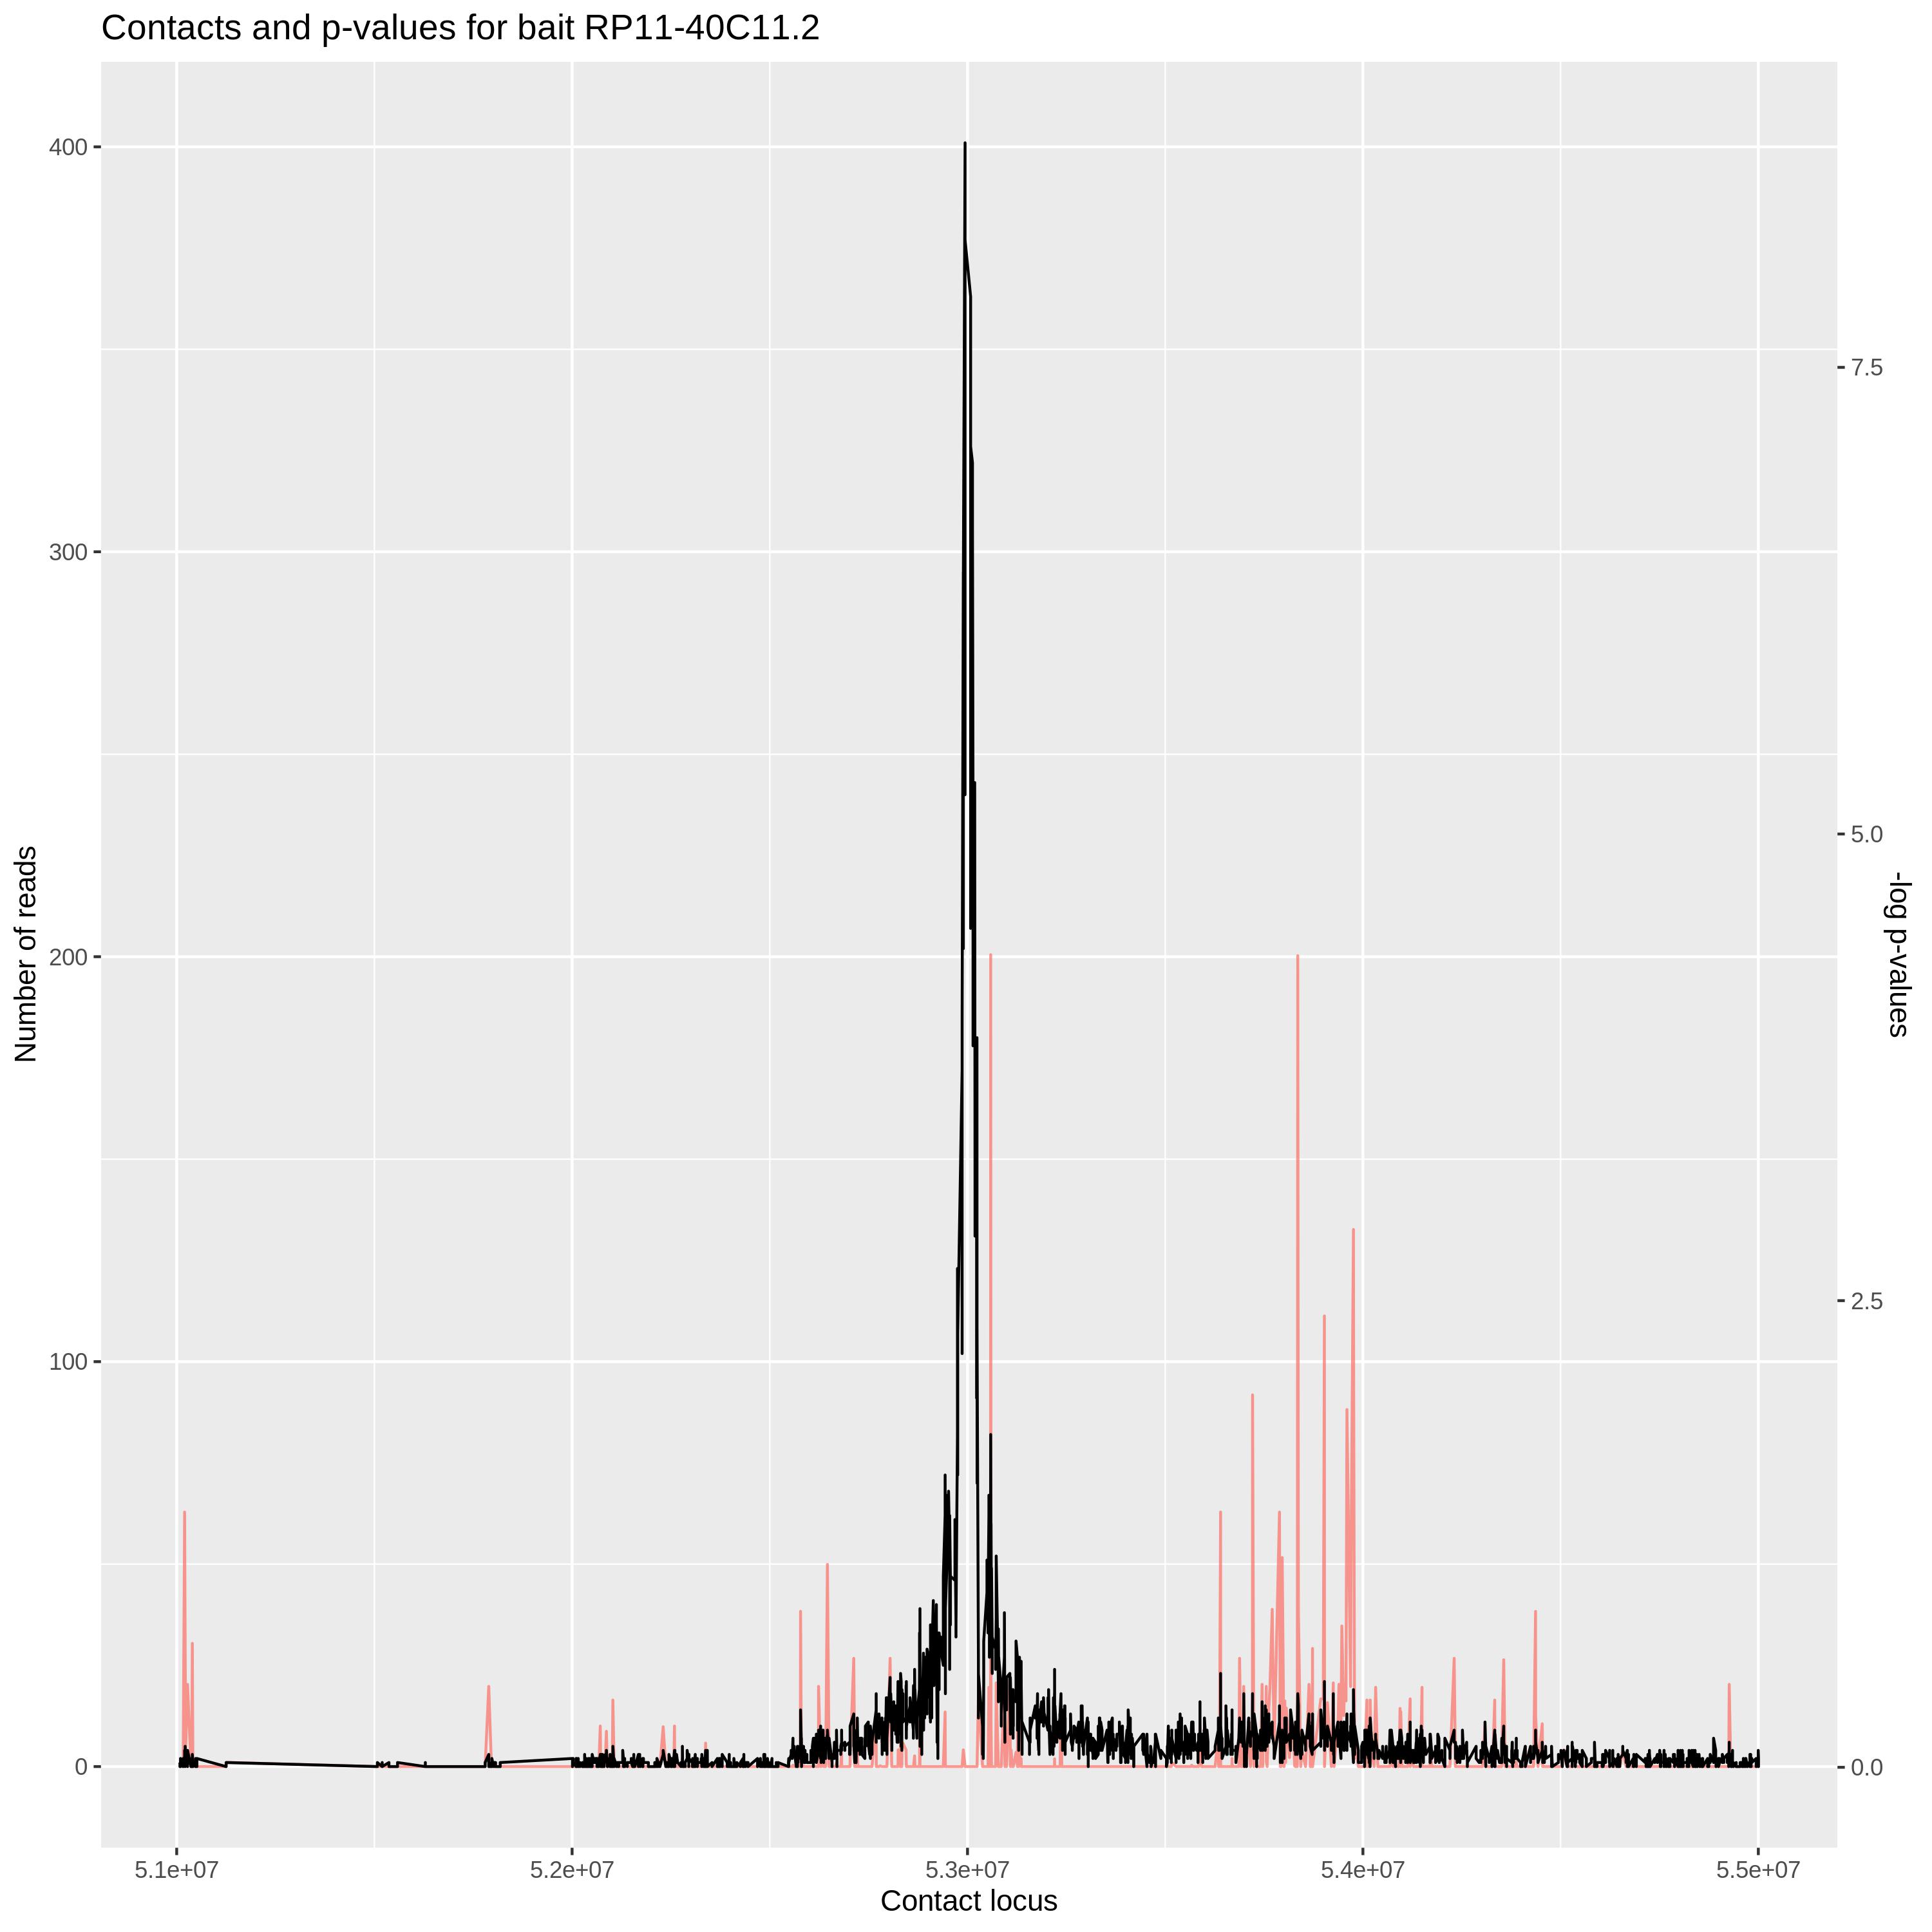 Contacts and p-values for bait RP11-40C11.2
400
300
200
100
0
Number of reads
7.5
5.0
2.5
0.0
-log p-values
5.1e+07
5.2e+07
5.3e+07
5.4e+07
5.5e+07
Contact locus